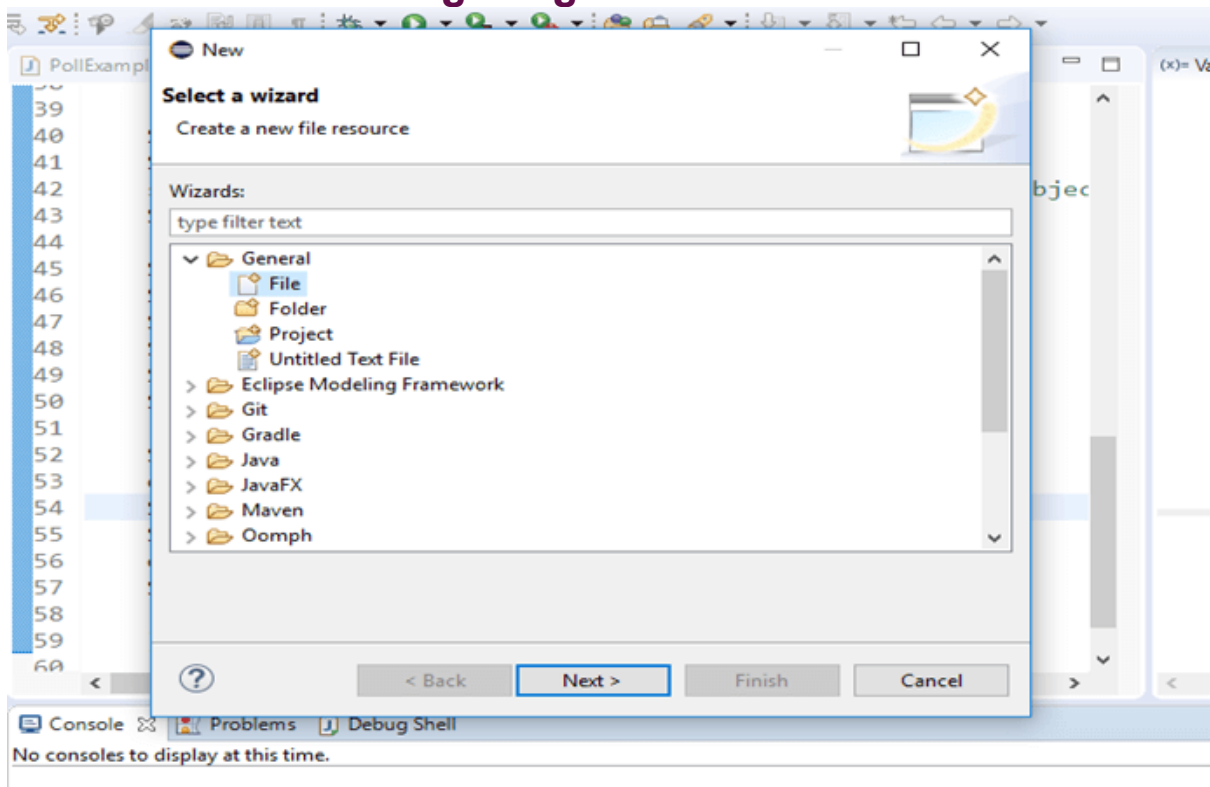 New
PollExampl
(x)= Va
Select a wizard
Create a new file resource
Wizards:
type filter text
General
File
Folder
Project
Untitled Text File
Eclipse Modeling Framework
Git
Gradle
Java
JavaFX
Maven
Oomph
39
40
41
42
bjec
43
44
45
46
47
48
49
50
51
52
53
54
55
56
57
58
59
60
< Back
Next >
Finish
Cancel
Console
Problems
Debug Shell
No consoles to display at this time.